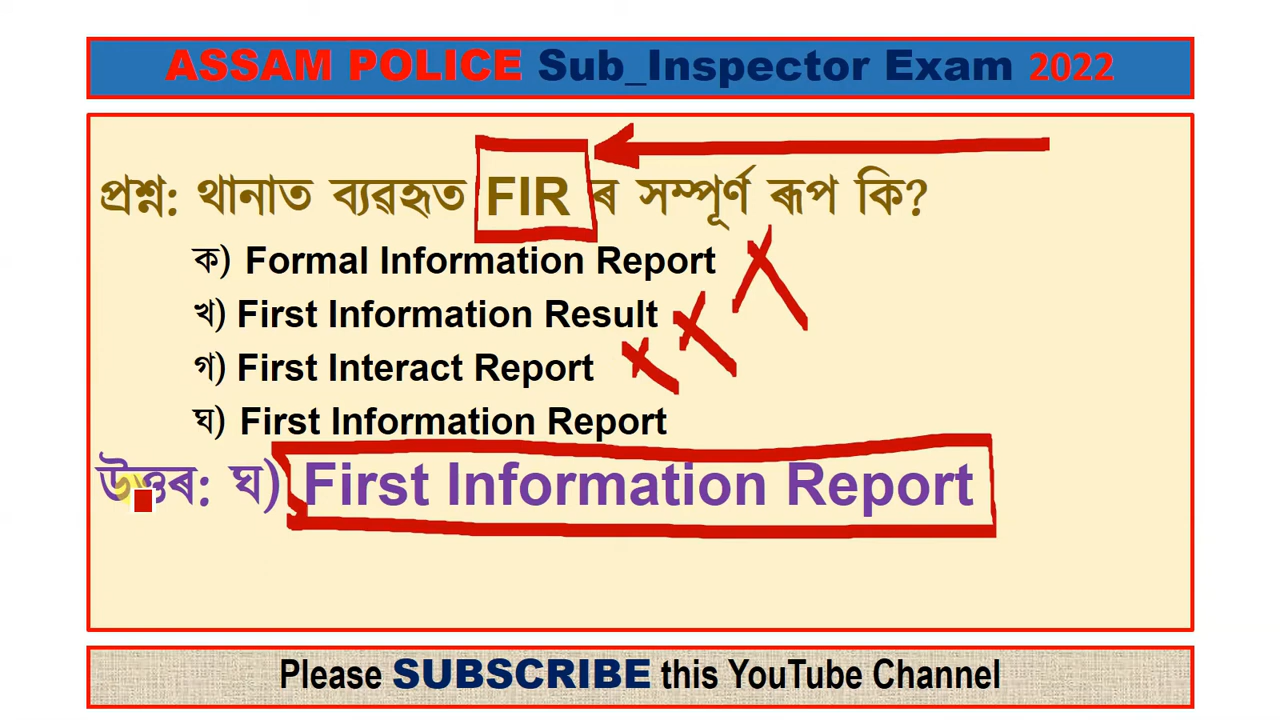 ASSAM POLICE Sub_Inspector Exam 2022
প্ৰশ্ন: থানাত ব্যৱহৃত FIR ৰ সম্পূৰ্ণ ৰূপ কি?
ক) Formal Information Report
খ) First Information Result
গ) First Interact Report
ঘ) First Information Report
উত্তৰ: ঘ) First Information Report
Please SUBSCRIBE this YouTube Channel